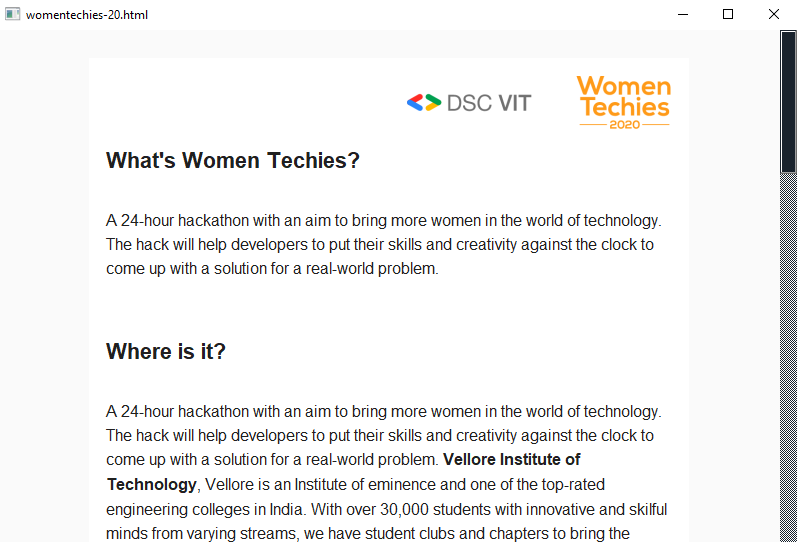 womentechies-20.html
DSC VIT
Women
Techies
2020
What's Women Techies?
A 24-hour hackathon with an aim to bring more women in the world of technology.
The hack will help developers to put their skills and creativity against the clock to
come up with a solution for a real-world problem.
Where is it?
A 24-hour hackathon with an aim to bring more women in the world of technology.
The hack will help developers to put their skills and creativity against the clock to
come up with a solution for a real-world problem. Vellore Institute of
Technology, Vellore is an Institute of eminence and one of the top-rated
engineering colleges in India. With over 30,000 students with innovative and skilful
minds from varying streams, we have student clubs and chapters to bring the